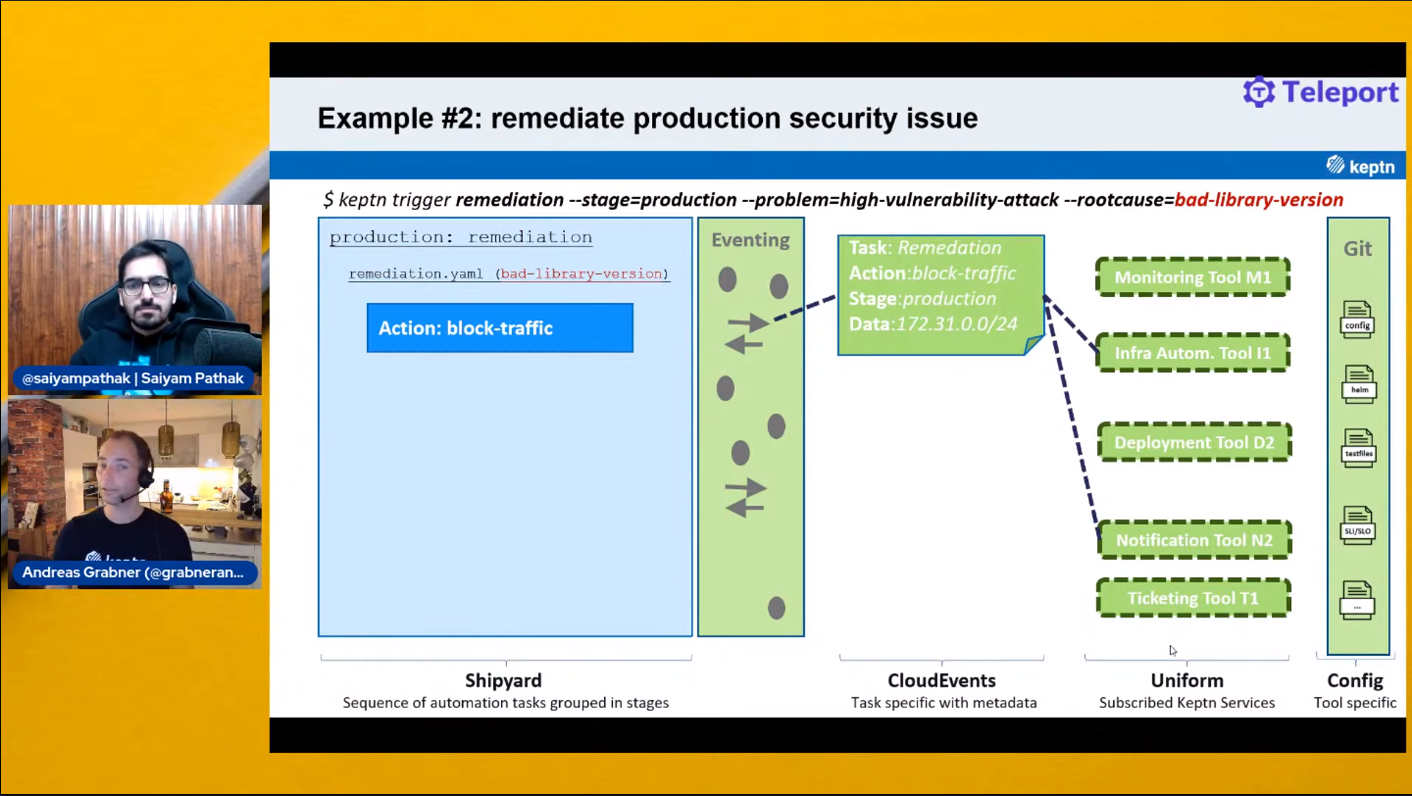 Teleport
Example #2: remediate production security issue
keptn
$ keptn trigger remediation --stage=production --problem=high-vulnerability-attack --rootcause=bad-library-version
production: remediation
remediation.yaml (bad-library-version)
Action: block-traffic
Eventing
Task: Remedation
Action:block-traffic
Stage:production
Data:172.31.0.0/24
Monitoring Tool M1
Infra Autom. Tool I1
Deployment Tool D2
Notification Tool N2
Ticketing Tool T1
Git
config
helm
testfiles
SLI/SLO
...
Shipyard
Sequence of automation tasks grouped in stages
CloudEvents
Task specific with metadata
Uniform
Subscribed Keptn Services
Config
Tool specific
@saiyampathak | Saiyam Pathak
keptn
Andreas Grabner (@grabneran...